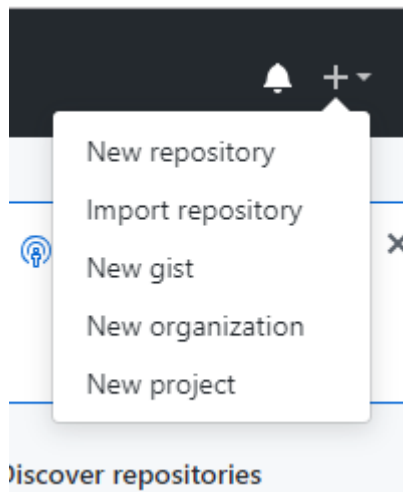 New repository
Import repository
New gist
New organization
New project
Discover repositories